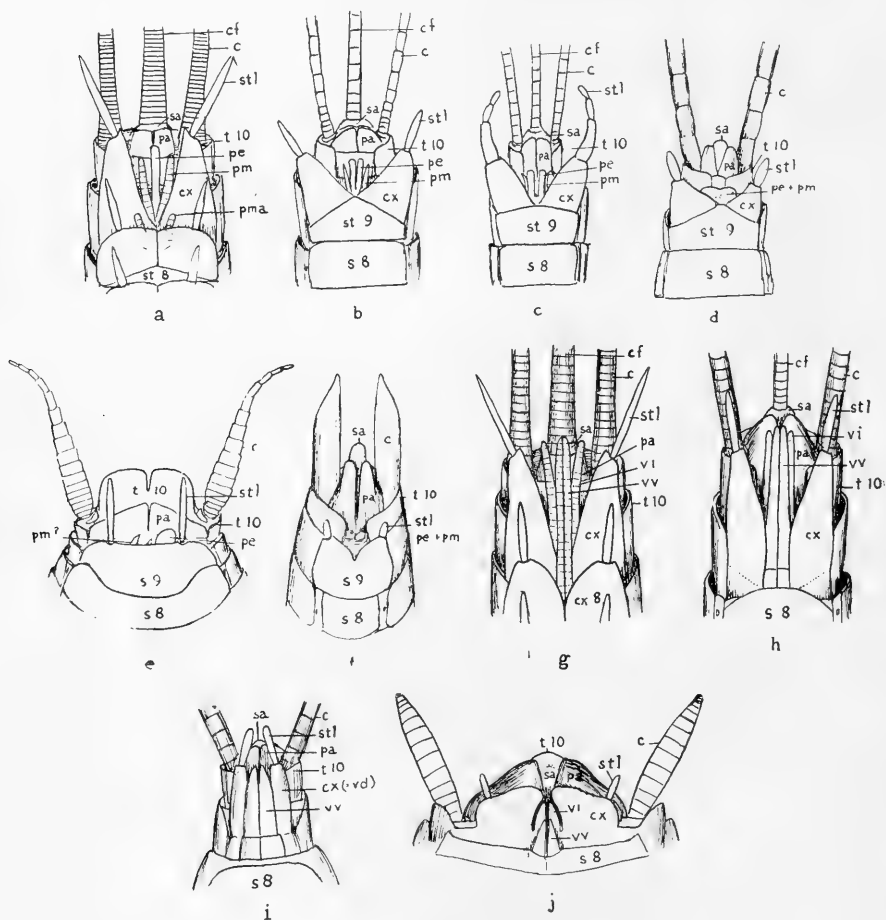 cf
c
stl
sa
pa
t 10
pe
pm
cx
pma
st 8
a
cf
c
stl
sa
pa
t 10
pe
pm
cx
st 9
s 8
b
cf
c
stl
sa
t 10
pa
pe
pm
cx
st 9
s 8
c
c
sa
pa
t 10
stl
pe + pm
cx
st 9
s 8
d
c
t 10
stl
pa
t 10
pm?
pe
s 9
s 8
e
sa
c
pa
t 10
stl
pe + pm
s 9
s 8
f
cf
c
stl
sa
pa
vi
vv
t 10
cx
cx 8
g
cf
c
sa
stl
vi
pa
vv
t 10
cx
s 8
h
sa
c
stl
pa
t 10
cx(=vd)
vv
s 8
i
t 10
c
sa
pa
stl
vi
cx
vv
s 8
j